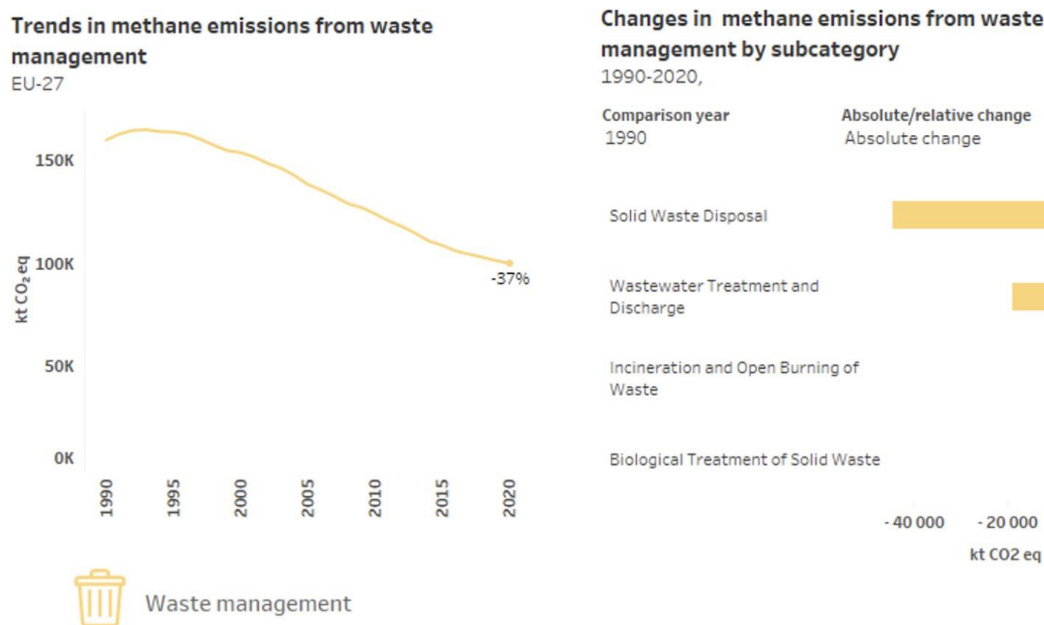 Trends in methane emissions from waste
management
EU-27
150K
100K
50K
0K
kt CO₂ eq
-37%
1990
1995
2000
2005
2010
2015
2020
Waste management
Changes in methane emissions from waste
management by subcategory
1990-2020,
Comparison year
1990
Absolute/relative change
Absolute change
Solid Waste Disposal
Wastewater Treatment and
Discharge
Incineration and Open Burning of
Waste
Biological Treatment of Solid Waste
- 40 000
- 20 000
kt CO2 eq